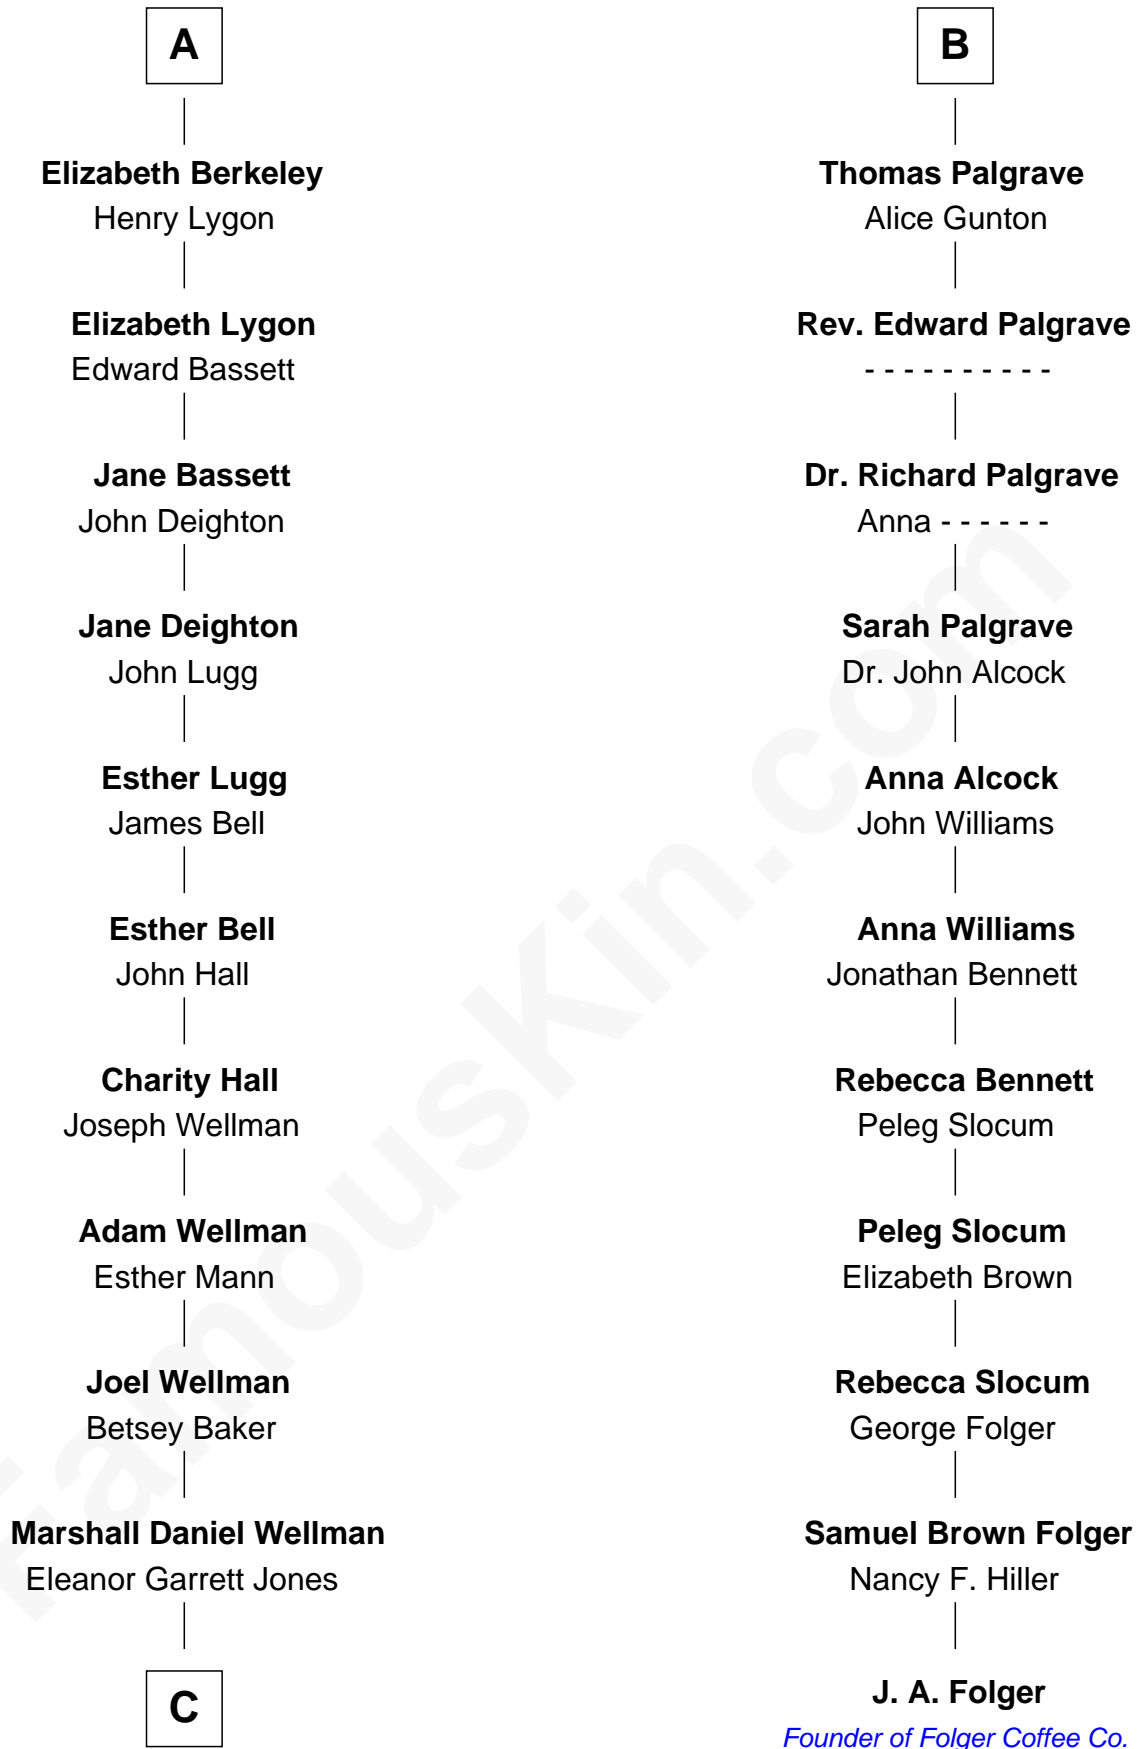 A
Elizabeth Berkeley
Henry Lygon
Elizabeth Lygon
Edward Bassett
Jane Bassett
John Deighton
Jane Deighton
John Lugg
Esther Lugg
James Bell
Esther Bell
John Hall
Charity Hall
Joseph Wellman
Adam Wellman
Esther Mann
Joel Wellman
Betsey Baker
Marshall Daniel Wellman
Eleanor Garrett Jones
C
B
Thomas Palgrave
Alice Gunton
Rev. Edward Palgrave
- - - - - - - - - -
Dr. Richard Palgrave
Anna - - - - - -
Sarah Palgrave
Dr. John Alcock
Anna Alcock
John Williams
Anna Williams
Jonathan Bennett
Rebecca Bennett
Peleg Slocum
Peleg Slocum
Elizabeth Brown
Rebecca Slocum
George Folger
Samuel Brown Folger
Nancy F. Hiller
J. A. Folger
Founder of Folger Coffee Co.
FamousKin.com